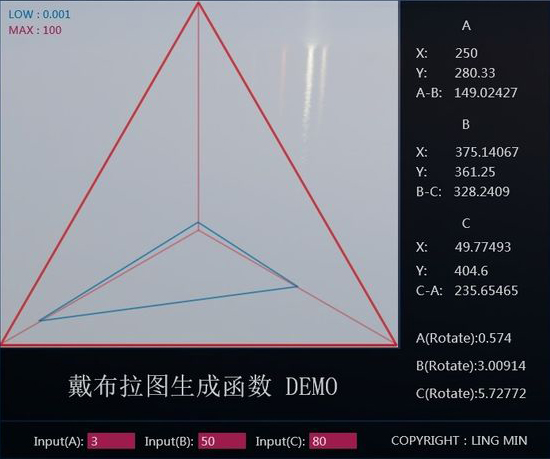 LOW : 0.001
MAX : 100
A
X: 250
Y: 280.33
A-B: 149.02427
B
X: 375.14067
Y: 361.25
B-C: 328.2409
C
X: 49.77493
Y: 404.6
C-A: 235.65465
A(Rotate):0.574
B(Rotate):3.00914
C(Rotate):5.72772
戴布拉图生成函数 DEMO
Input(A): 3 Input(B): 50 Input(C): 80 COPYRIGHT : LING MIN